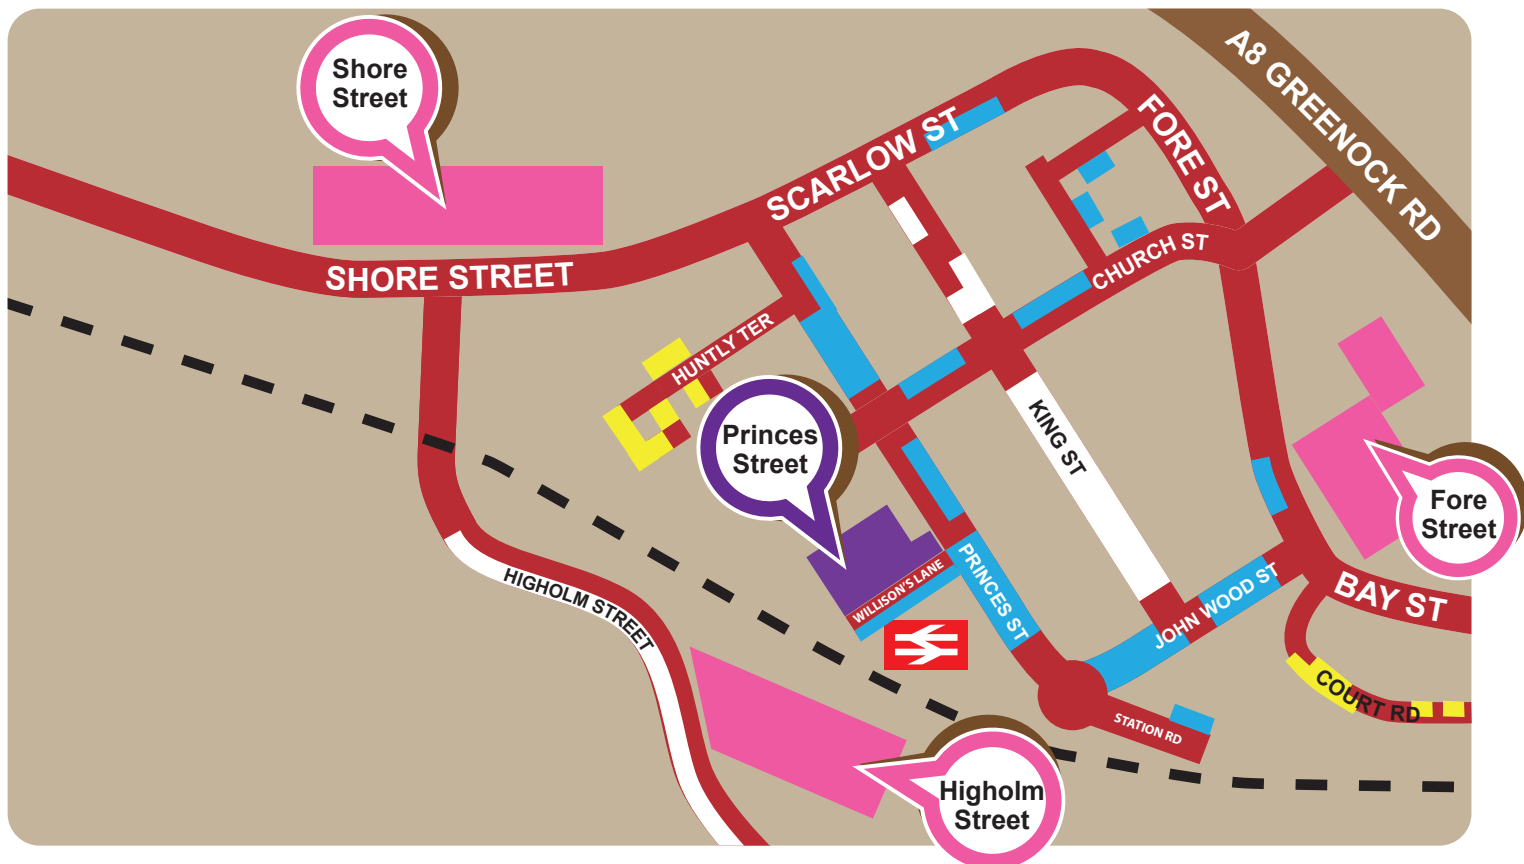 Shore
Street
A8 GREENOCK RD
SCARLOW ST
FORE ST
SHORE STREET
CHURCH ST
HUNTLY TER
Princes
Street
KING ST
Fore
Street
WILLISON'S LANE
PRINCES ST
HIGHOLM STREET
JOHN WOOD ST
BAY ST
COURT RD
STATION RD
Higholm
Street